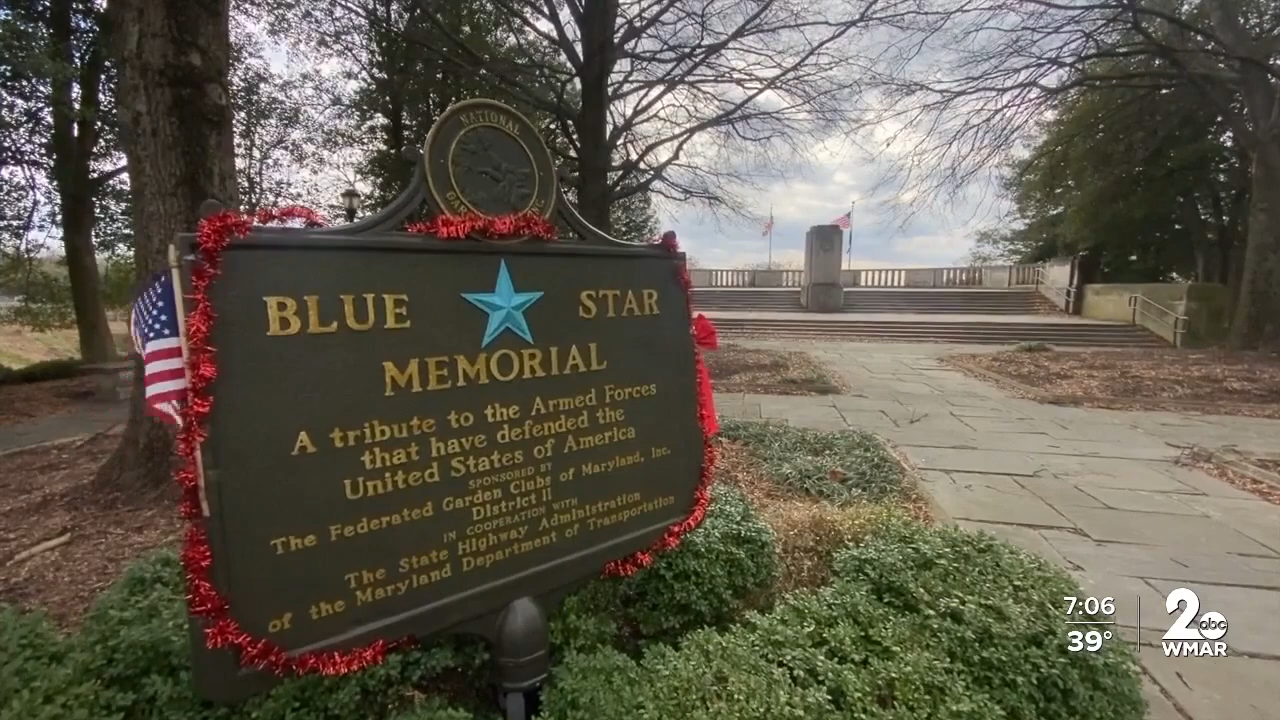 NATIONAL
BLUE STAR
MEMORIAL
A tribute to the Armed Forces
that have defended the
United States of America
SPONSORED BY
The Federated Garden Clubs of Maryland, Inc.
District II
IN COOPERATION WITH
The State Highway Administration
of the Maryland Department of Transportation
7:06
39°
2 abc
WMAR